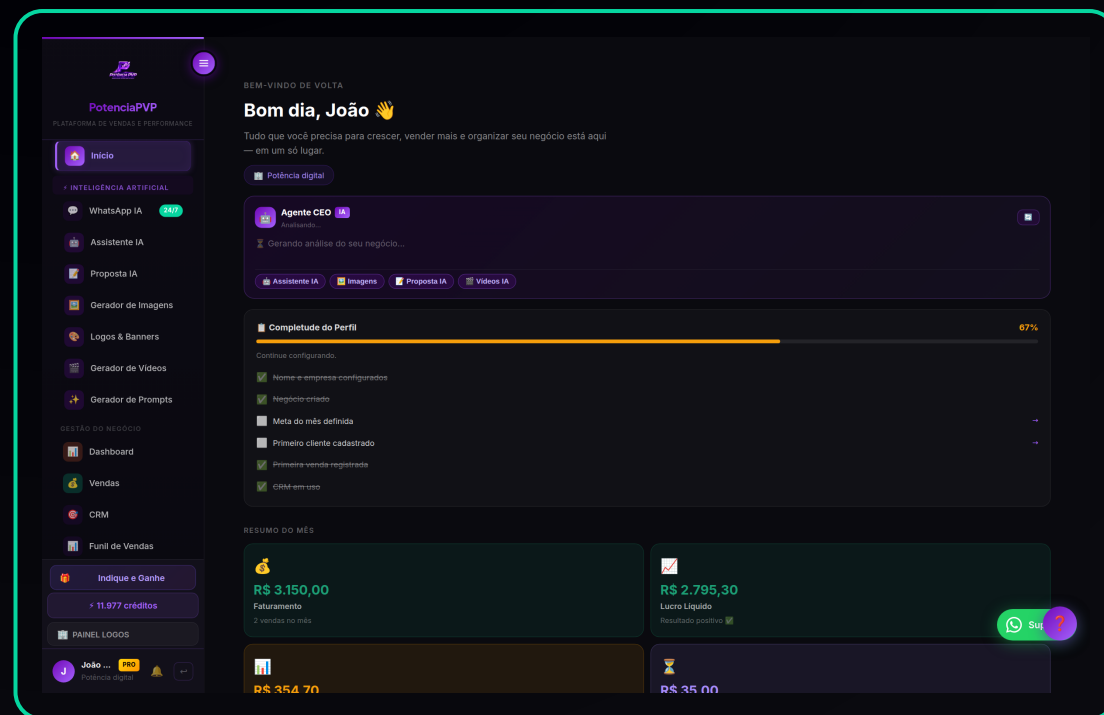 PotenciaPVP
PLATAFORMA DE VENDAS E PERFORMANCE
Início
INTELIGÊNCIA ARTIFICIAL
WhatsApp IA 24/7
Assistente IA
Proposta IA
Gerador de Imagens
Logos & Banners
Gerador de Vídeos
Gerador de Prompts
GESTÃO DO NEGÓCIO
Dashboard
Vendas
CRM
Funil de Vendas
Indique e Ganhe
11.977 créditos
PAINEL LOGOS
J
João ... PRO
Potência digital
BEM-VINDO DE VOLTA
Bom dia, João 👋
Tudo que você precisa para crescer, vender mais e organizar seu negócio está aqui
— em um só lugar.
Potência digital
Agente CEO IA
Analisando...
Gerando análise do seu negócio...
Assistente IA
Imagens
Proposta IA
Vídeos IA
Completude do Perfil 67%
Continue configurando.
Nome e empresa configurados
Negócio criado
Meta do mês definida →
Primeiro cliente cadastrado →
Primeira venda registrada
CRM em uso
RESUMO DO MÊS
R$ 3.150,00
Faturamento
2 vendas no mês
R$ 2.795,30
Lucro Líquido
Resultado positivo ✅
R$ 354,70
R$ 35,00
Sup